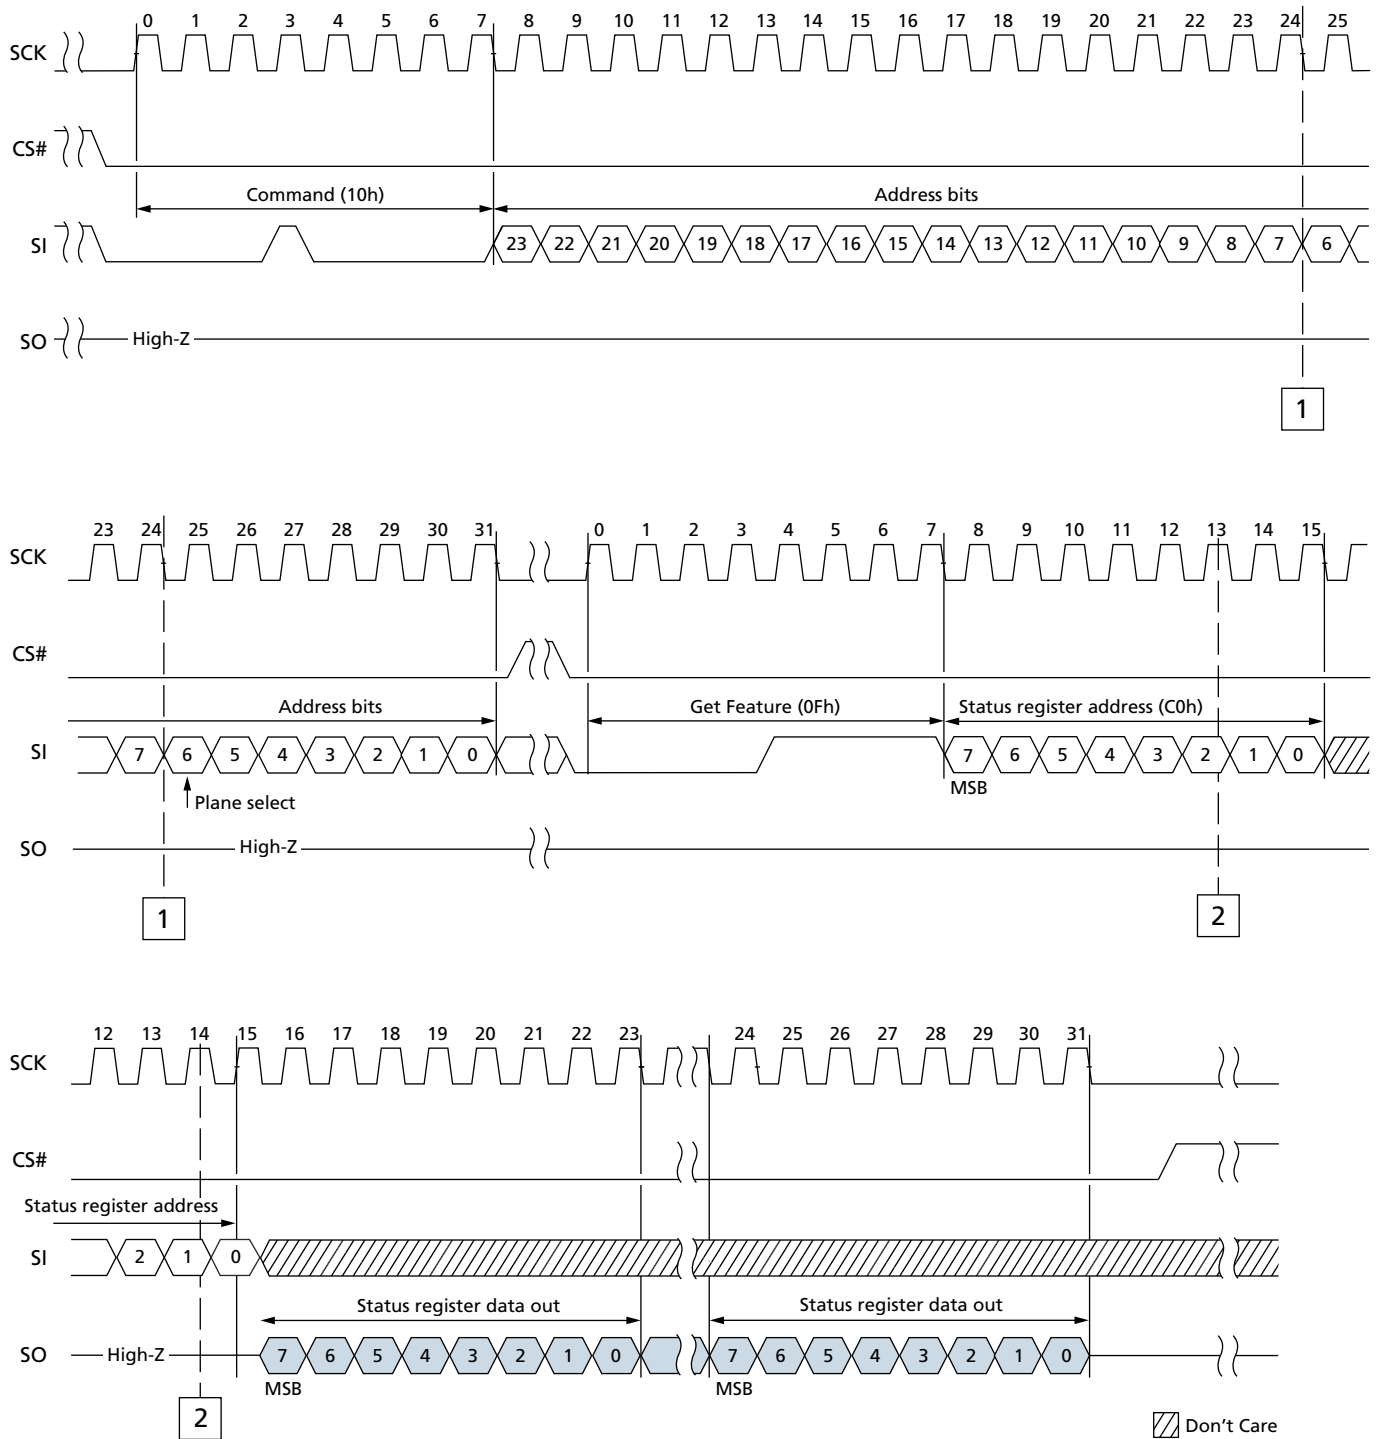 0 1 2 3 4 5 6 7 8 9 10 11 12 13 14 15 16 17 18 19 20 21 22 23 24 25
SCK
CS#
Command (10h) Address bits
SI 23 22 21 20 19 18 17 16 15 14 13 12 11 10 9 8 7 6
SO High-Z
1
23 24 25 26 27 28 29 30 31 0 1 2 3 4 5 6 7 8 9 10 11 12 13 14 15
SCK
CS#
Address bits Get Feature (0Fh) Status register address (C0h)
SI 7 6 5 4 3 2 1 0 7 6 5 4 3 2 1 0
MSB
Plane select
SO High-Z
1 2
12 13 14 15 16 17 18 19 20 21 22 23 24 25 26 27 28 29 30 31
SCK
CS#
Status register address
SI 2 1 0
Status register data out Status register data out
SO High-Z 7 6 5 4 3 2 1 0 7 6 5 4 3 2 1 0
MSB MSB
2
Don't Care